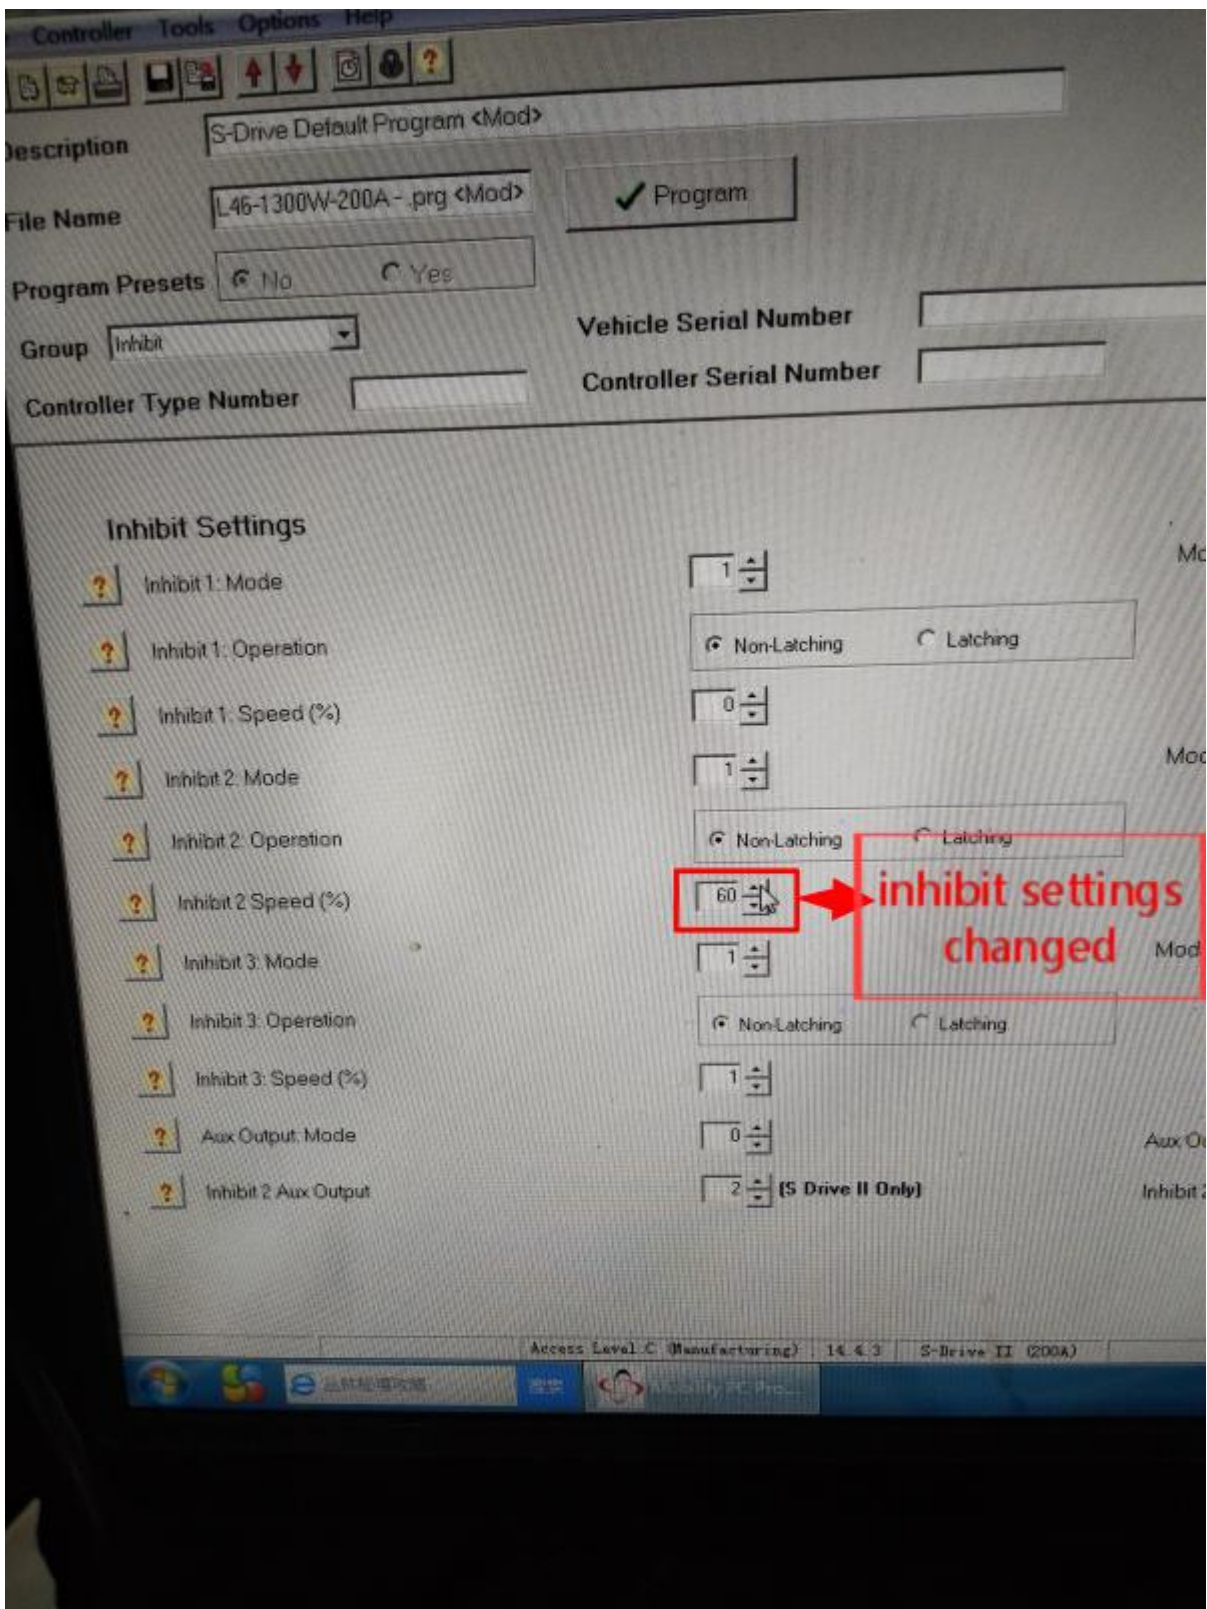 Controller Tools Options Help
Description S-Drive Default Program <Mod>
File Name L46-1300W-200A - .prg <Mod> Program
Program Presets No Yes
Group Inhibit Vehicle Serial Number
Controller Type Number Controller Serial Number
Inhibit Settings
? Inhibit 1: Mode 1
? Inhibit 1: Operation Non-Latching Latching
? Inhibit 1: Speed (%) 0
? Inhibit 2: Mode 1
? Inhibit 2: Operation Non-Latching Latching
? Inhibit 2 Speed (%) 60 inhibit settings
changed
? Inihibit 3: Mode 1 Mod
? Inhibit 3: Operation Non-Latching Latching
? Inhibit 3: Speed (%) 1
? Aux Output: Mode 0
? Inhibit 2 Aux Output 2 (S Drive II Only) Inhibit
Access Level C (Manufacturing) 14.4.3 S-Drive II (200A)